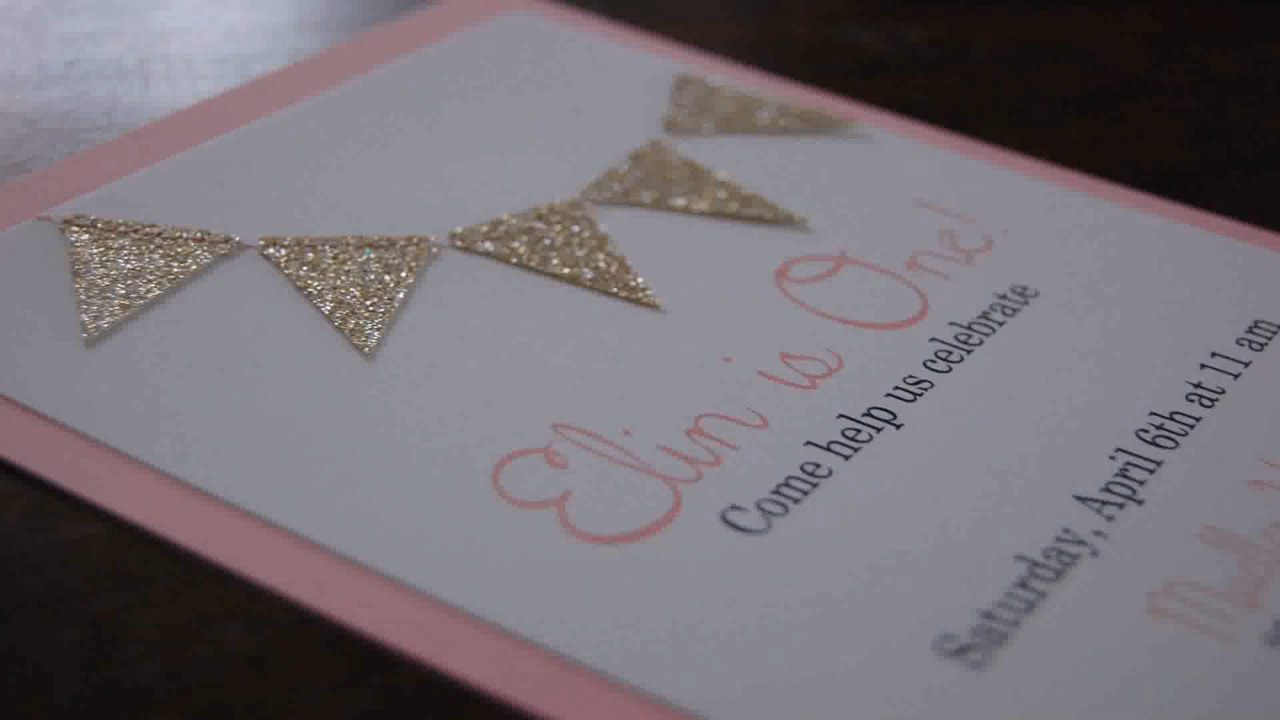 Elin is One!
Come help us celebrate
Saturday, April 6th at 11 am